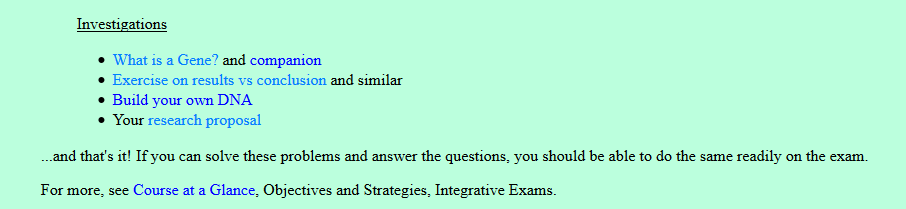 Investigations
What is a Gene? and companion
Exercise on results vs conclusion and similar
Build your own DNA
Your research proposal
...and that's it! If you can solve these problems and answer the questions, you should be able to do the same readily on the exam.
For more, see Course at a Glance, Objectives and Strategies, Integrative Exams.